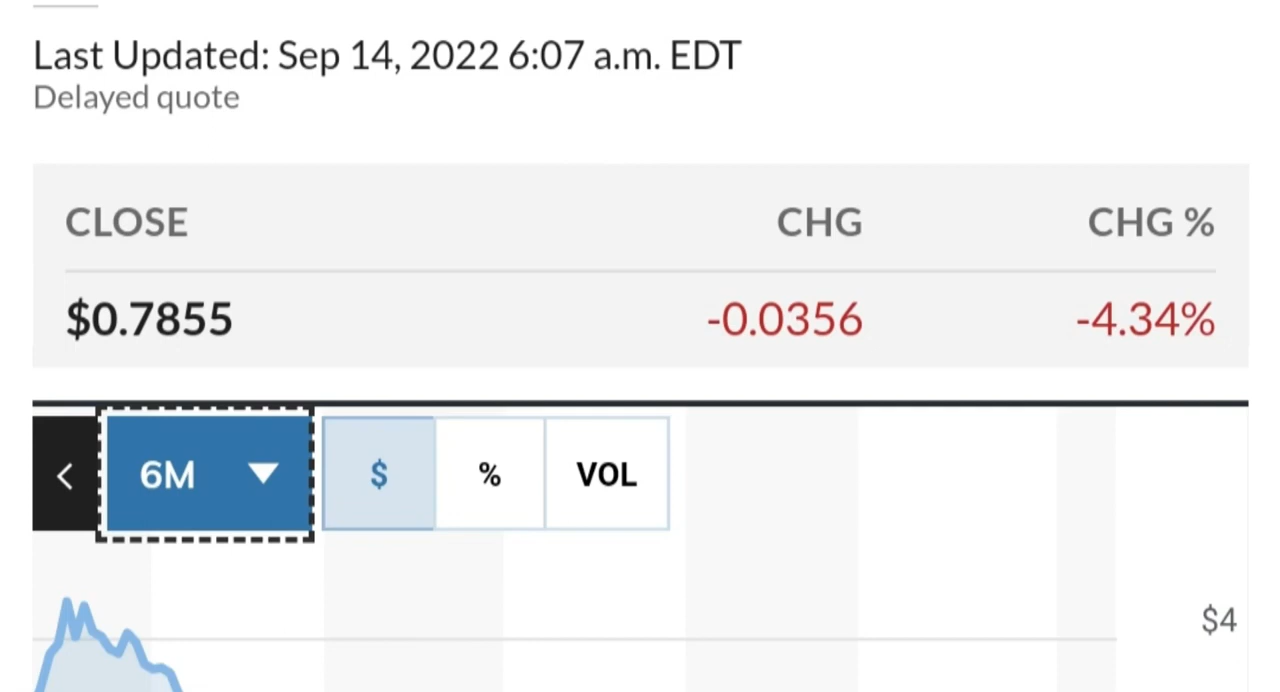 Last Updated: Sep 14, 2022 6:07 a.m. EDT
Delayed quote
CLOSE CHG CHG %
$0.7855 -0.0356 -4.34%
6M $ % VOL
$4